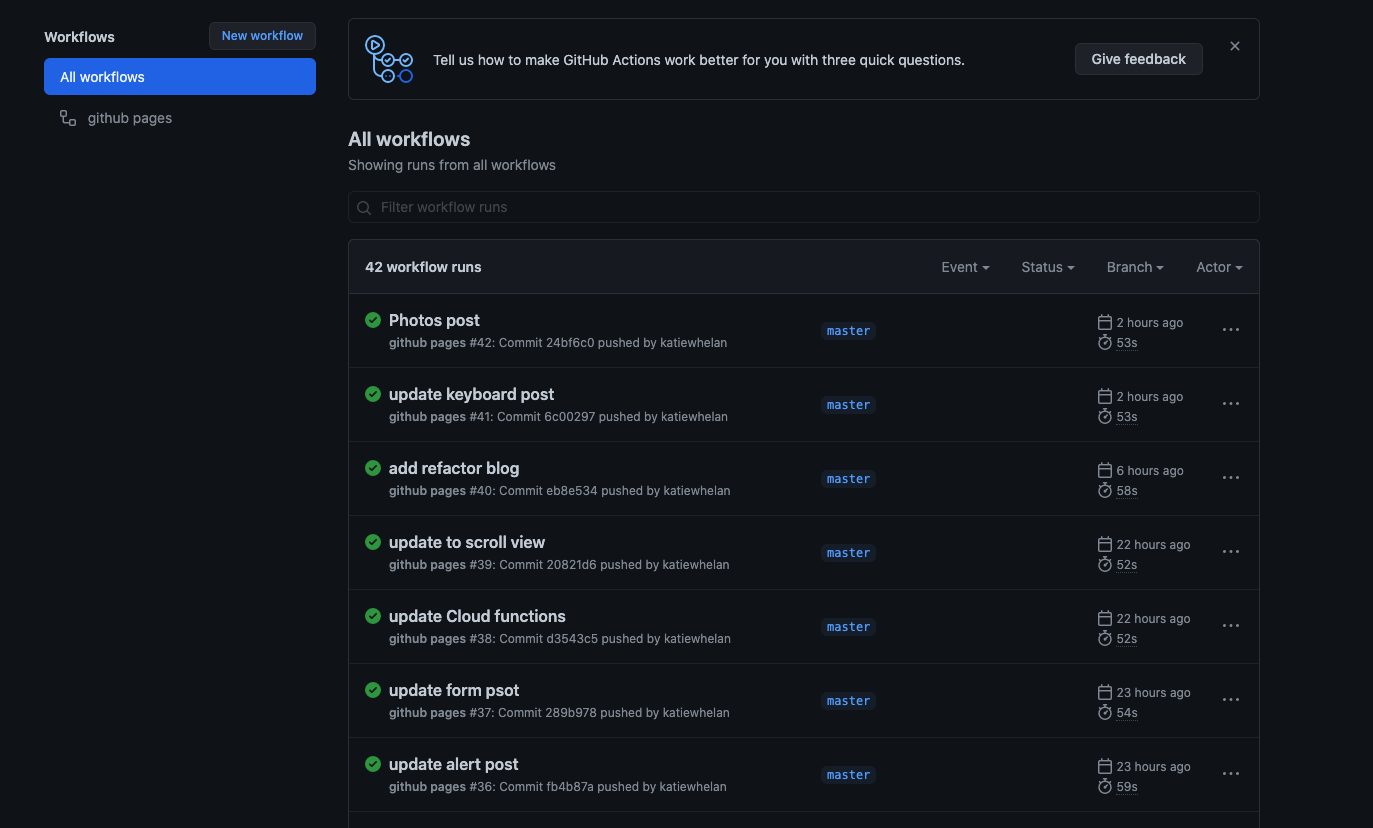 Workflows
New workflow
All workflows
github pages
Tell us how to make GitHub Actions work better for you with three quick questions.
Give feedback
All workflows
Showing runs from all workflows
Filter workflow runs
42 workflow runs
Event
Status
Branch
Actor
Photos post
github pages #42: Commit 24bf6c0 pushed by katiewhelan
master
2 hours ago
53s
update keyboard post
github pages #41: Commit 6c00297 pushed by katiewhelan
master
2 hours ago
53s
add refactor blog
github pages #40: Commit eb8e534 pushed by katiewhelan
master
6 hours ago
58s
update to scroll view
github pages #39: Commit 20821d6 pushed by katiewhelan
master
22 hours ago
52s
update Cloud functions
github pages #38: Commit d3543c5 pushed by katiewhelan
master
22 hours ago
52s
update form psot
github pages #37: Commit 289b978 pushed by katiewhelan
master
23 hours ago
54s
update alert post
github pages #36: Commit fb4b87a pushed by katiewhelan
master
23 hours ago
59s